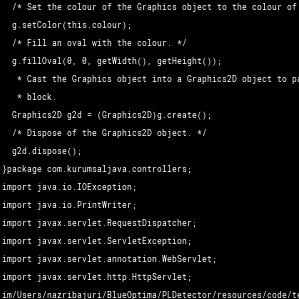 /* Set the colour of the Graphics object to the colour of
g.setColor(this.colour);
/* Fill an oval with the colour. */
g.fillOval(0, 0, getWidth(), getHeight());
* Cast the Graphics object into a Graphics2D object to pa
* block.
Graphics2D g2d = (Graphics2D)g.create();
/* Dispose of the Graphics2D object. */
g2d.dispose();
}package com.kurumsaljava.controllers;
import java.io.IOException;
import java.io.PrintWriter;
import javax.servlet.RequestDispatcher;
import javax.servlet.ServletException;
import javax.servlet.annotation.WebServlet;
import javax.servlet.http.HttpServlet;
im/Users/nazribajuri/BlueOptima/PLDetector/resources/code/te